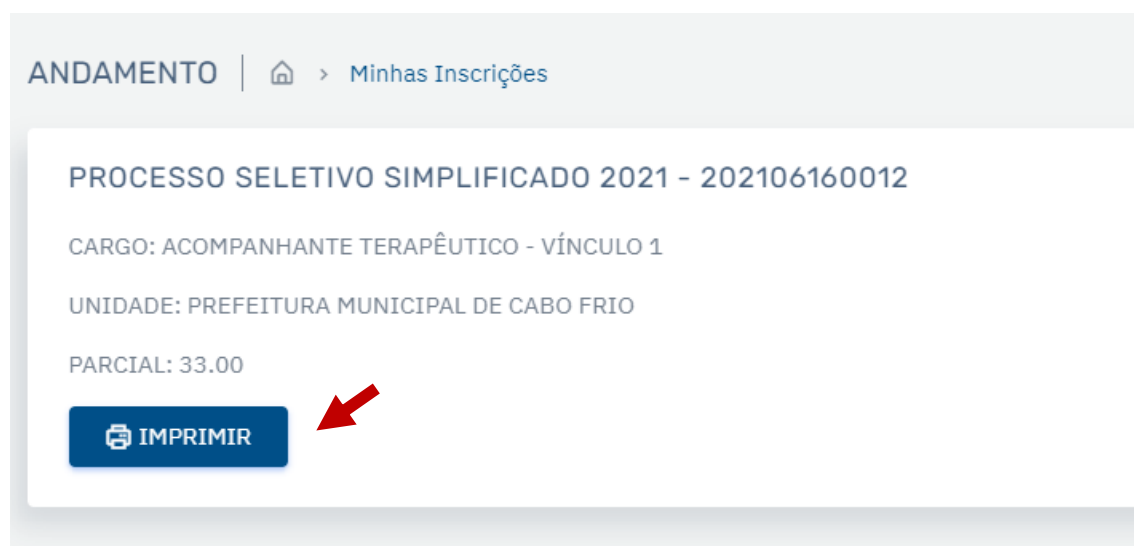 ANDAMENTO Minhas Inscrições
PROCESSO SELETIVO SIMPLIFICADO 2021 - 202106160012
CARGO: ACOMPANHANTE TERAPÊUTICO - VÍNCULO 1
UNIDADE: PREFEITURA MUNICIPAL DE CABO FRIO
PARCIAL: 33.00
IMPRIMIR